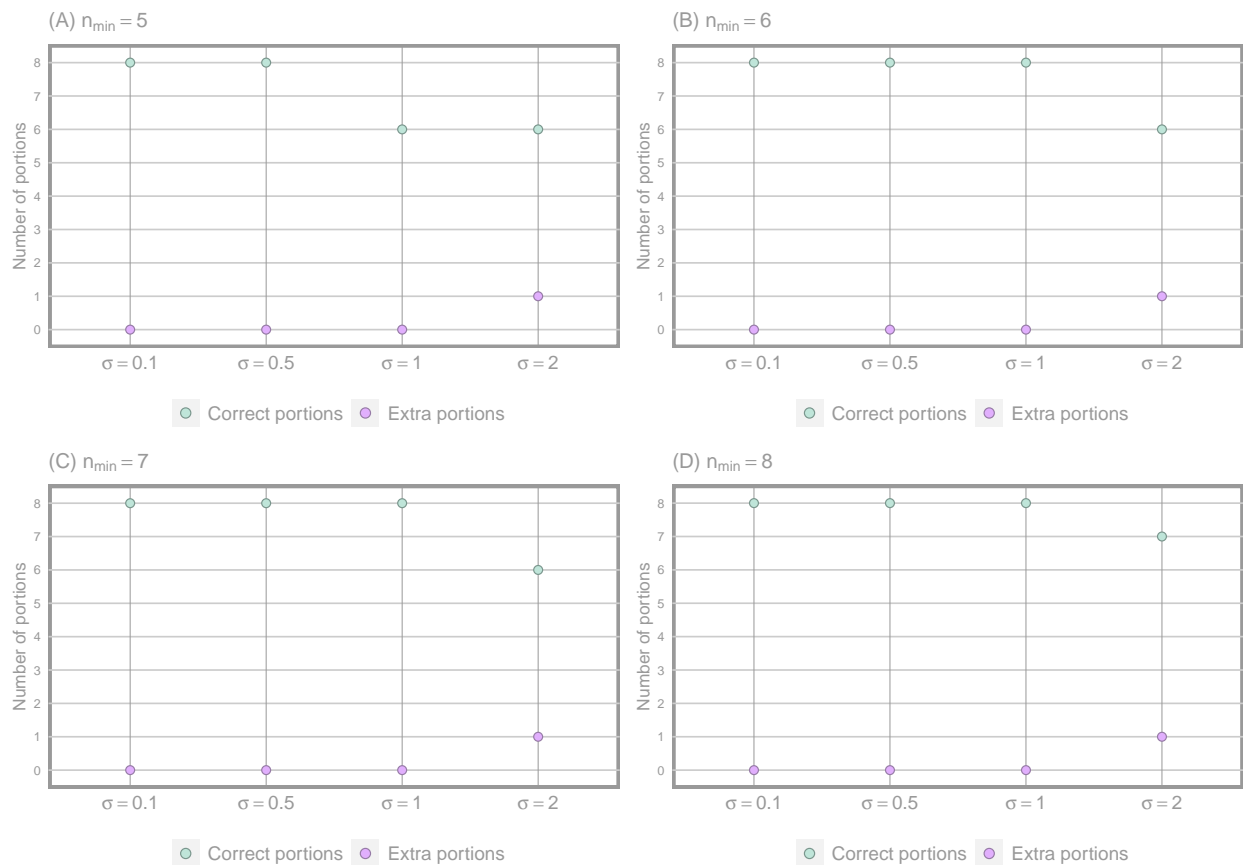 (A) nmin = 5
Number of portions
8
7
6
5
4
3
2
1
0
σ = 0.1 σ = 0.5 σ = 1 σ = 2
Correct portions Extra portions
(B) nmin = 6
Number of portions
8
7
6
5
4
3
2
1
0
σ = 0.1 σ = 0.5 σ = 1 σ = 2
Correct portions Extra portions
(C) nmin = 7
Number of portions
8
7
6
5
4
3
2
1
0
σ = 0.1 σ = 0.5 σ = 1 σ = 2
Correct portions Extra portions
(D) nmin = 8
Number of portions
8
7
6
5
4
3
2
1
0
σ = 0.1 σ = 0.5 σ = 1 σ = 2
Correct portions Extra portions